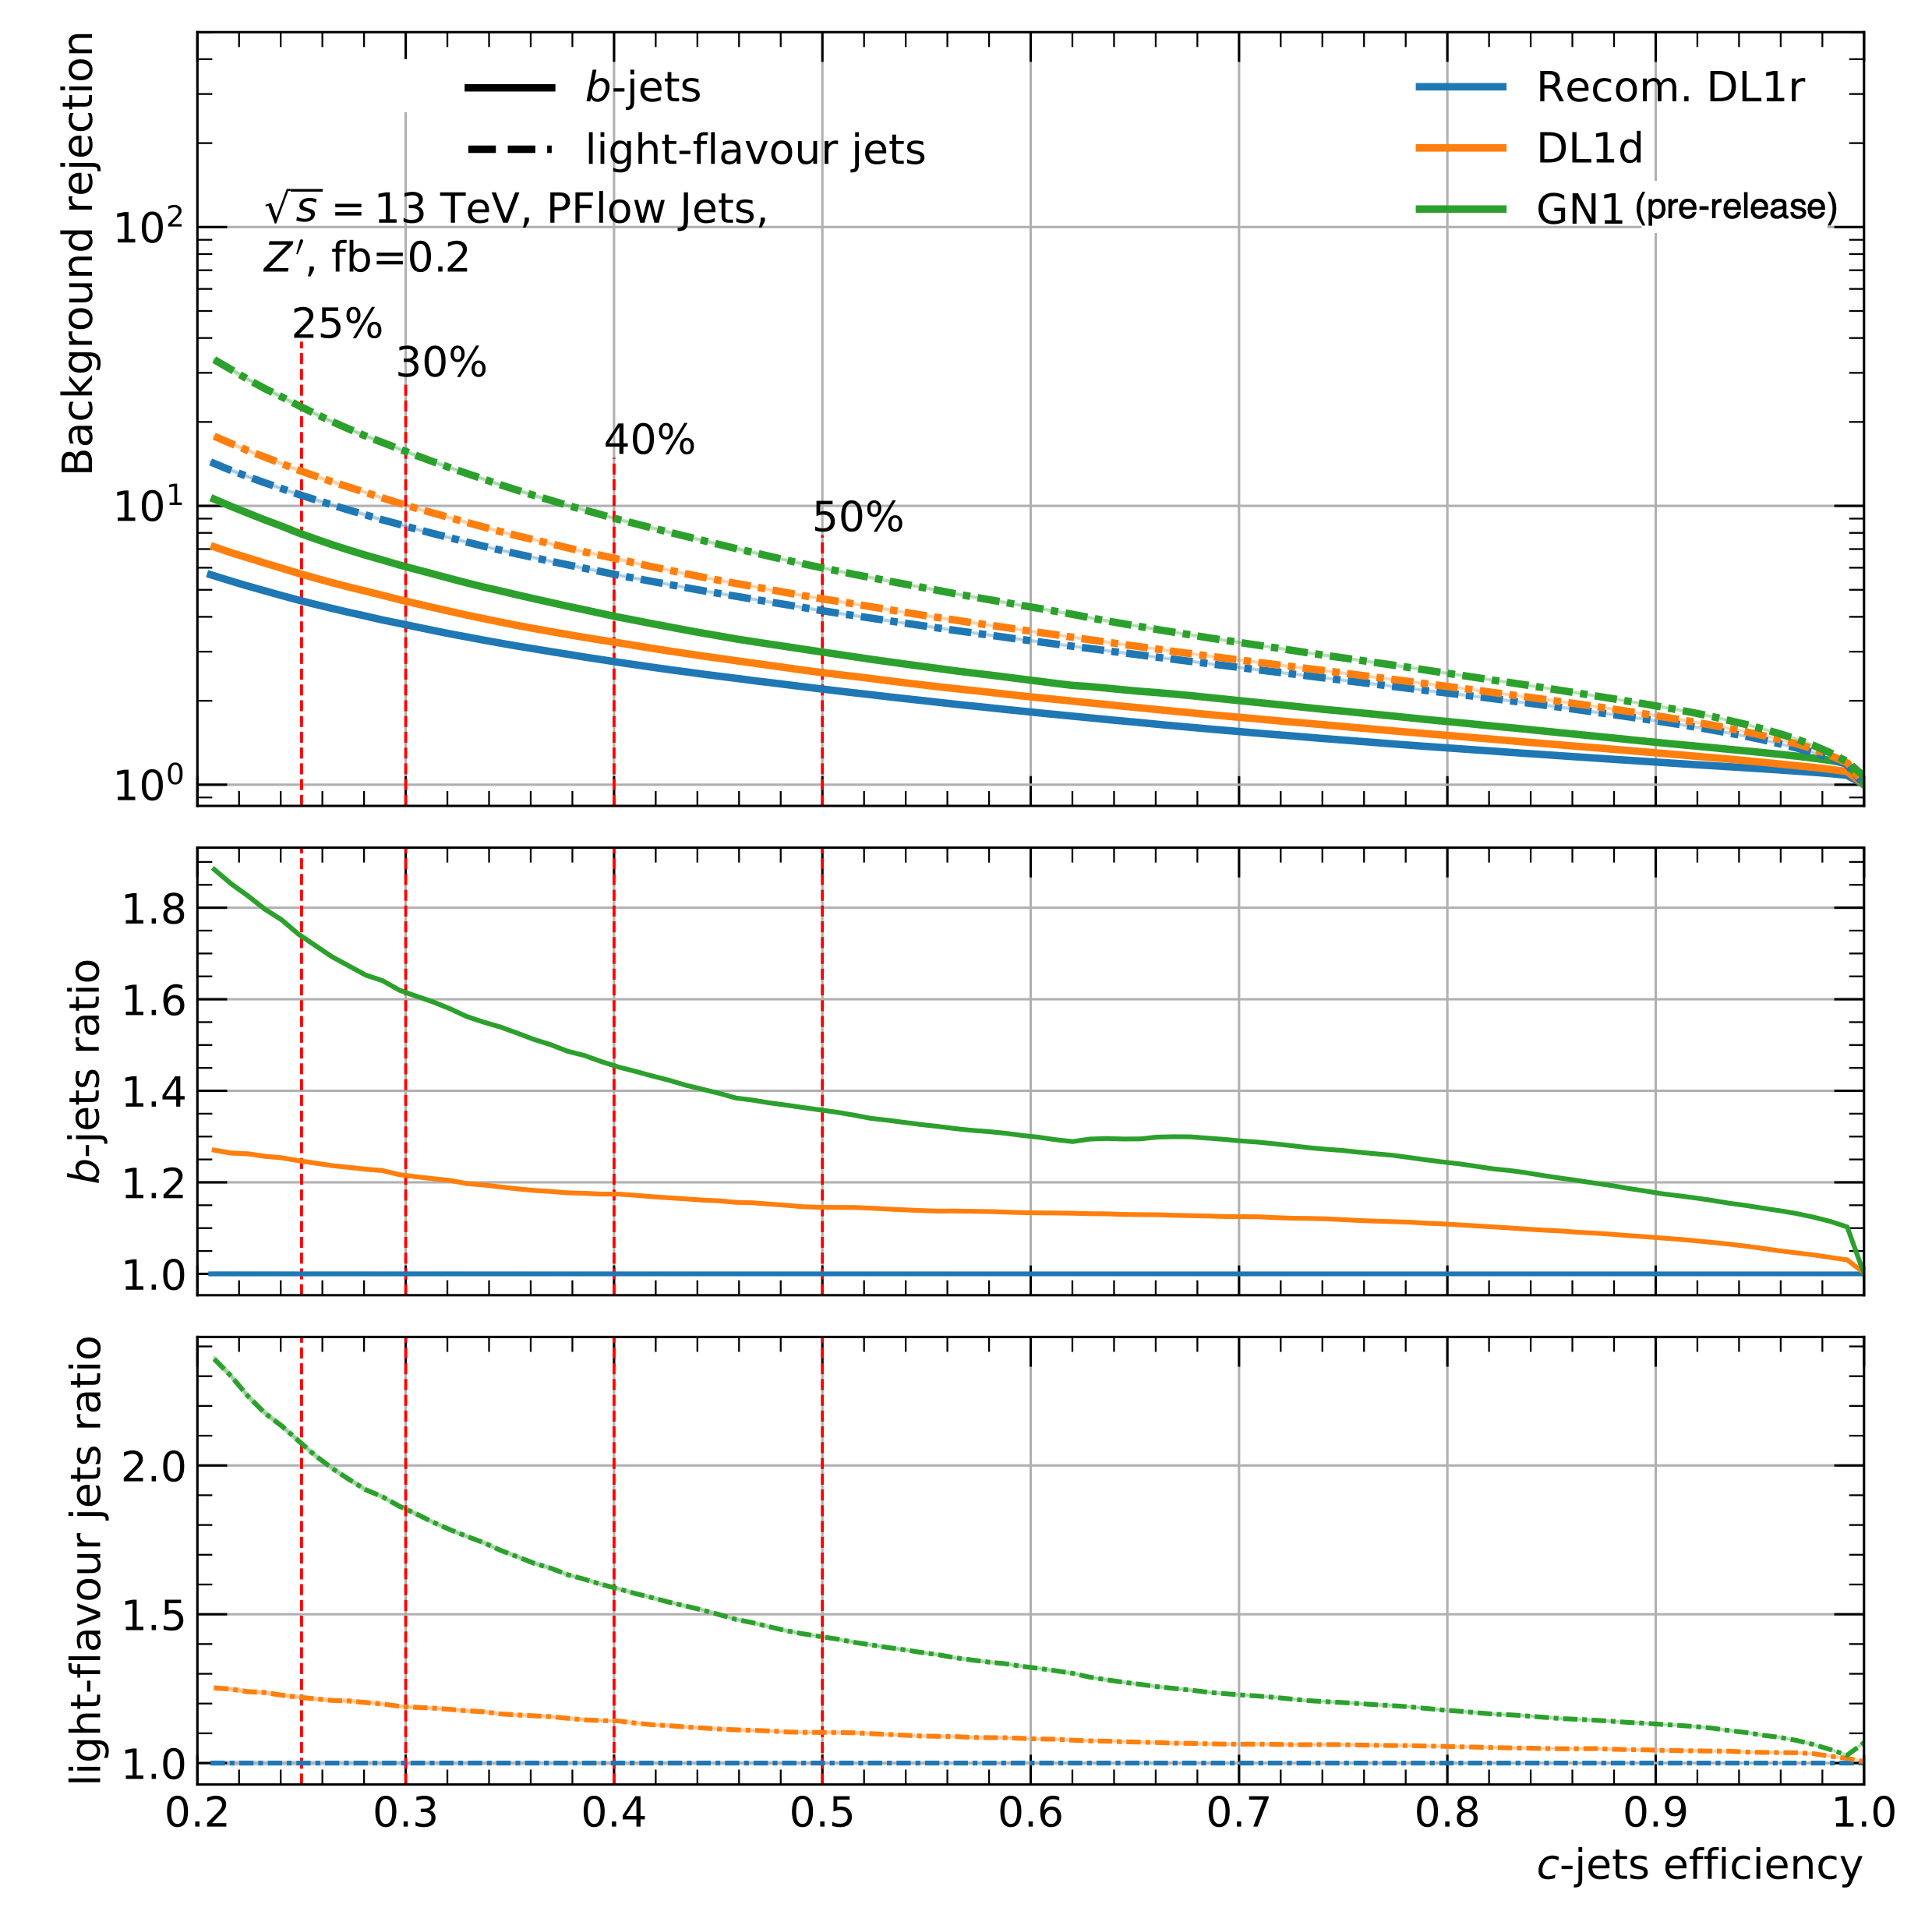 Background rejection
b-jets
light-flavour jets
Recom. DL1r
DL1d
GN1 (pre-release)
√s = 13 TeV, PFlow Jets,
Z′, fb=0.2
25%
30%
40%
50%
10²
10¹
10⁰
b-jets ratio
1.8
1.6
1.4
1.2
1.0
light-flavour jets ratio
2.0
1.5
1.0
0.2 0.3 0.4 0.5 0.6 0.7 0.8 0.9 1.0
c-jets efficiency